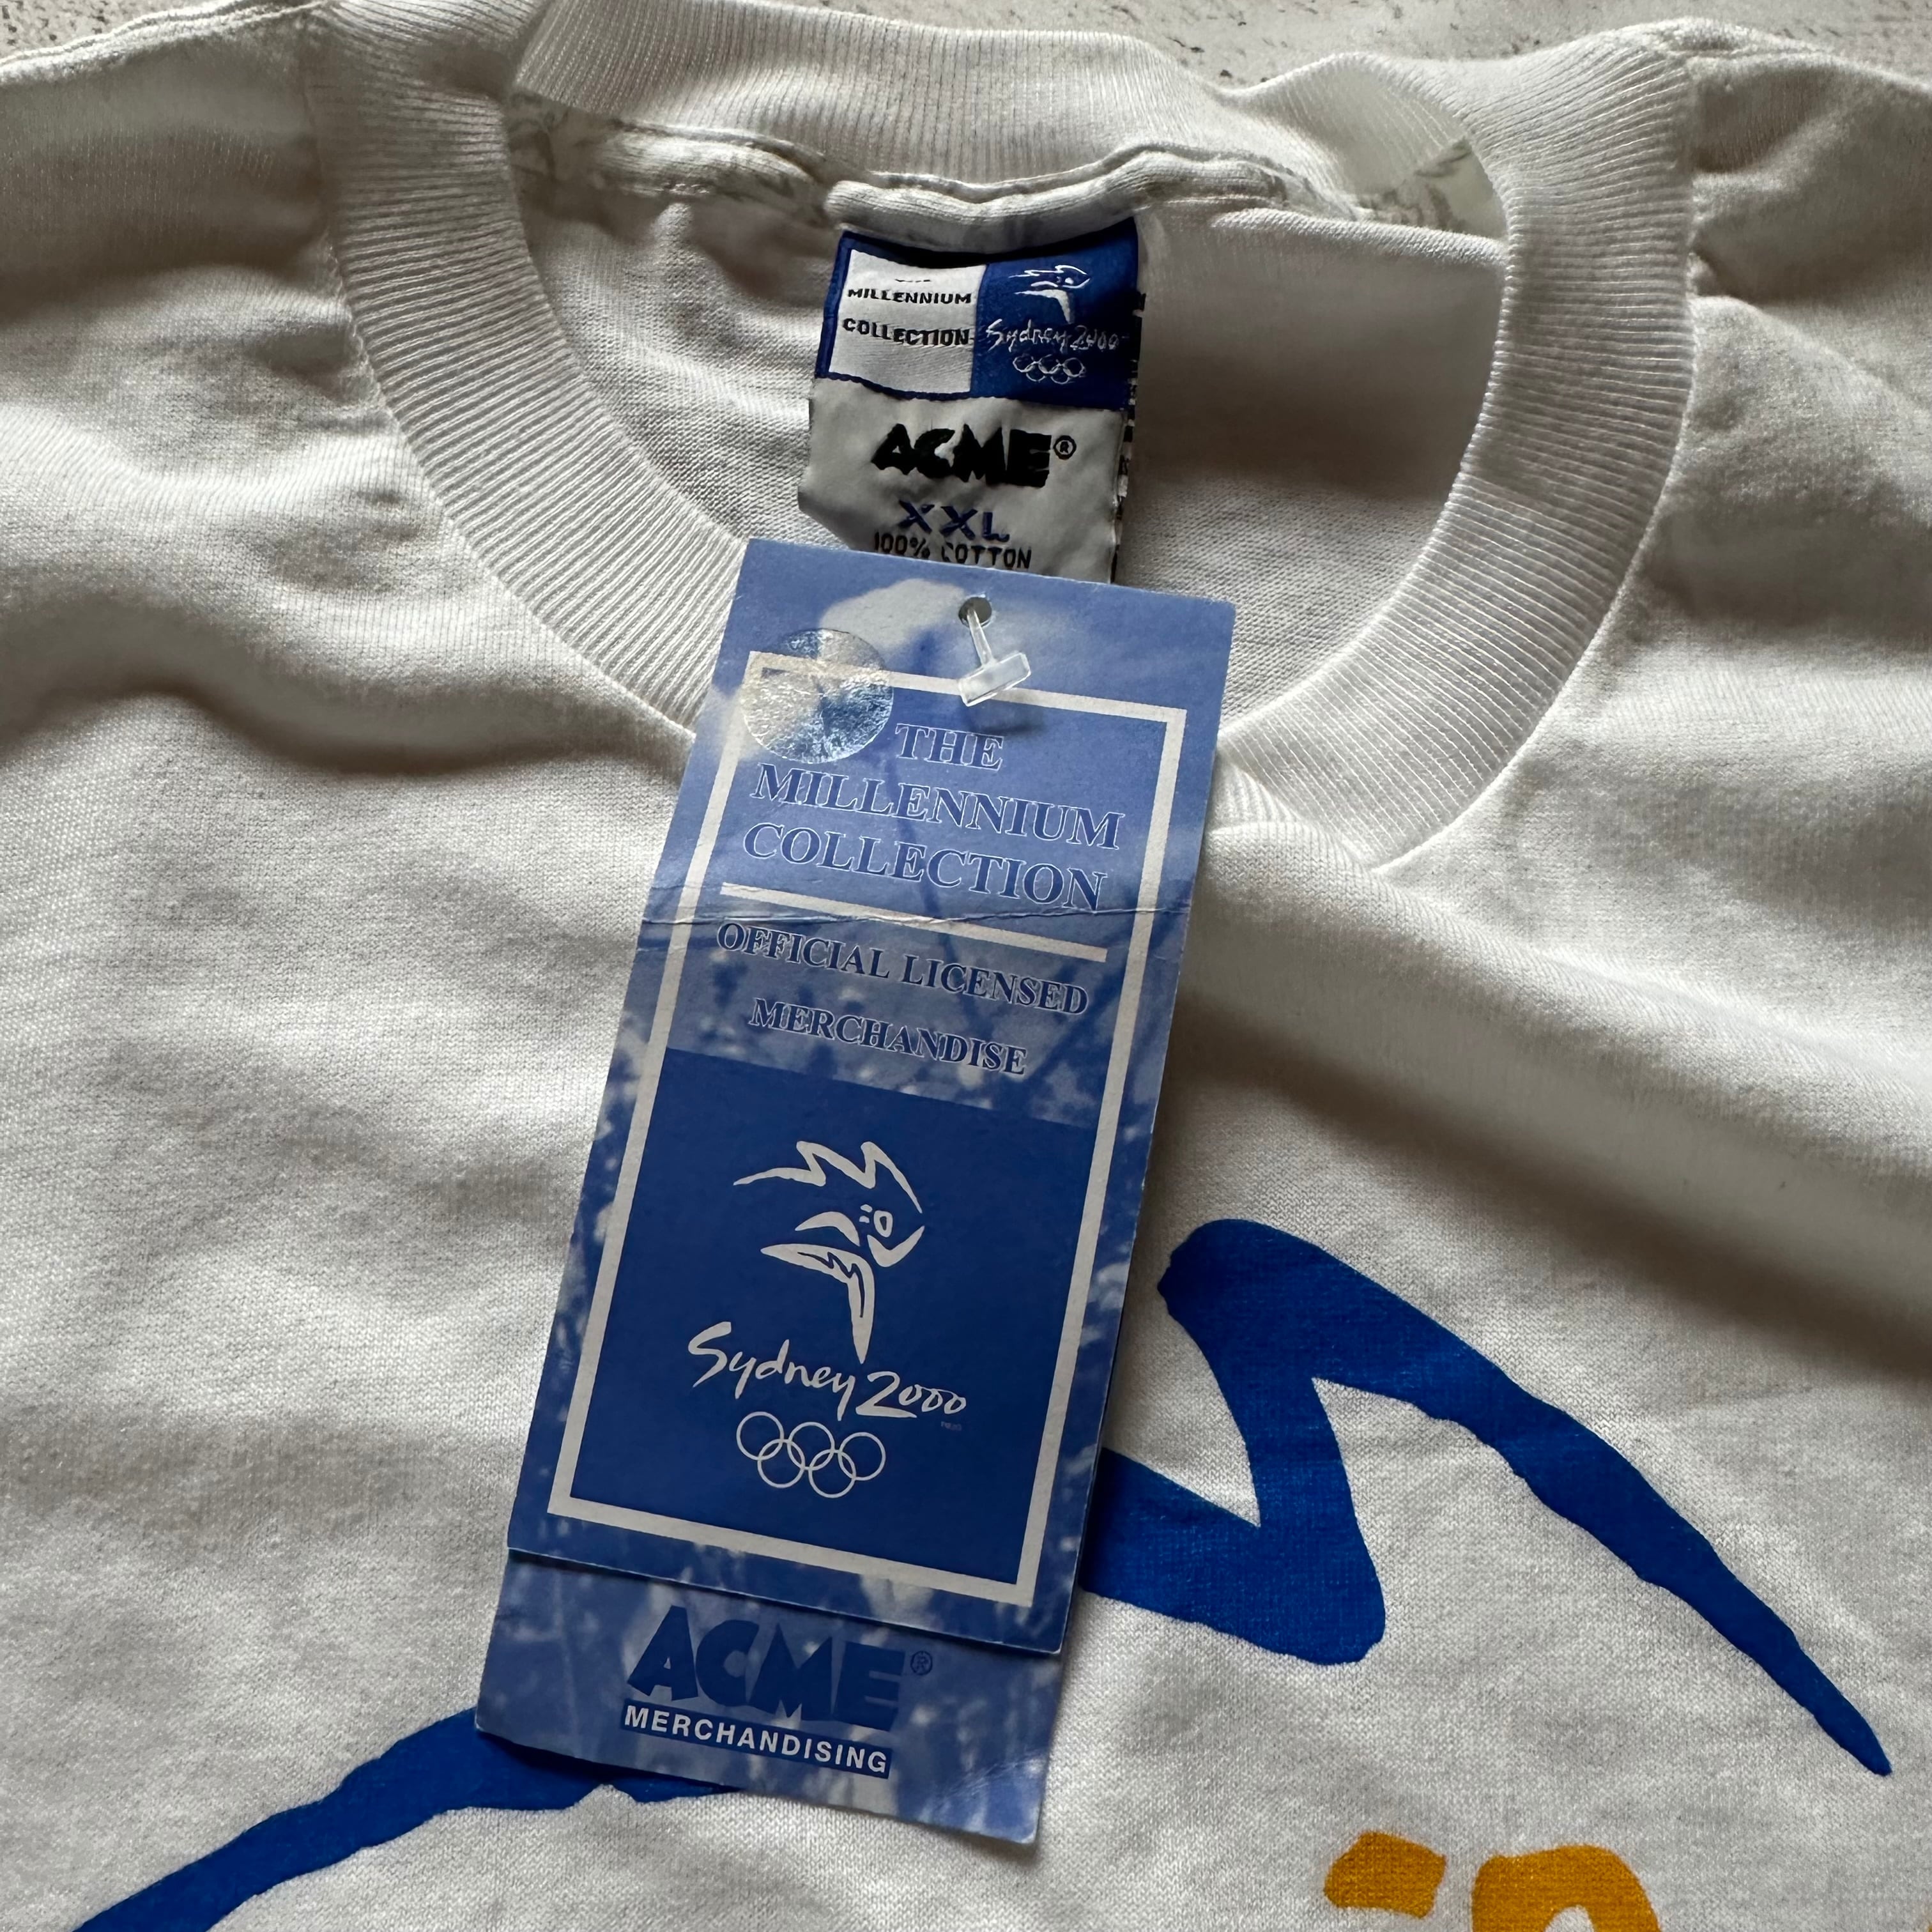 MILLENNIUM
COLLECTION
Sydney 2000
ACME®
XXL
100% COTTON
THE
MILLENNIUM
COLLECTION
OFFICIAL LICENSED
MERCHANDISE
Sydney 2000
ACME®
MERCHANDISING